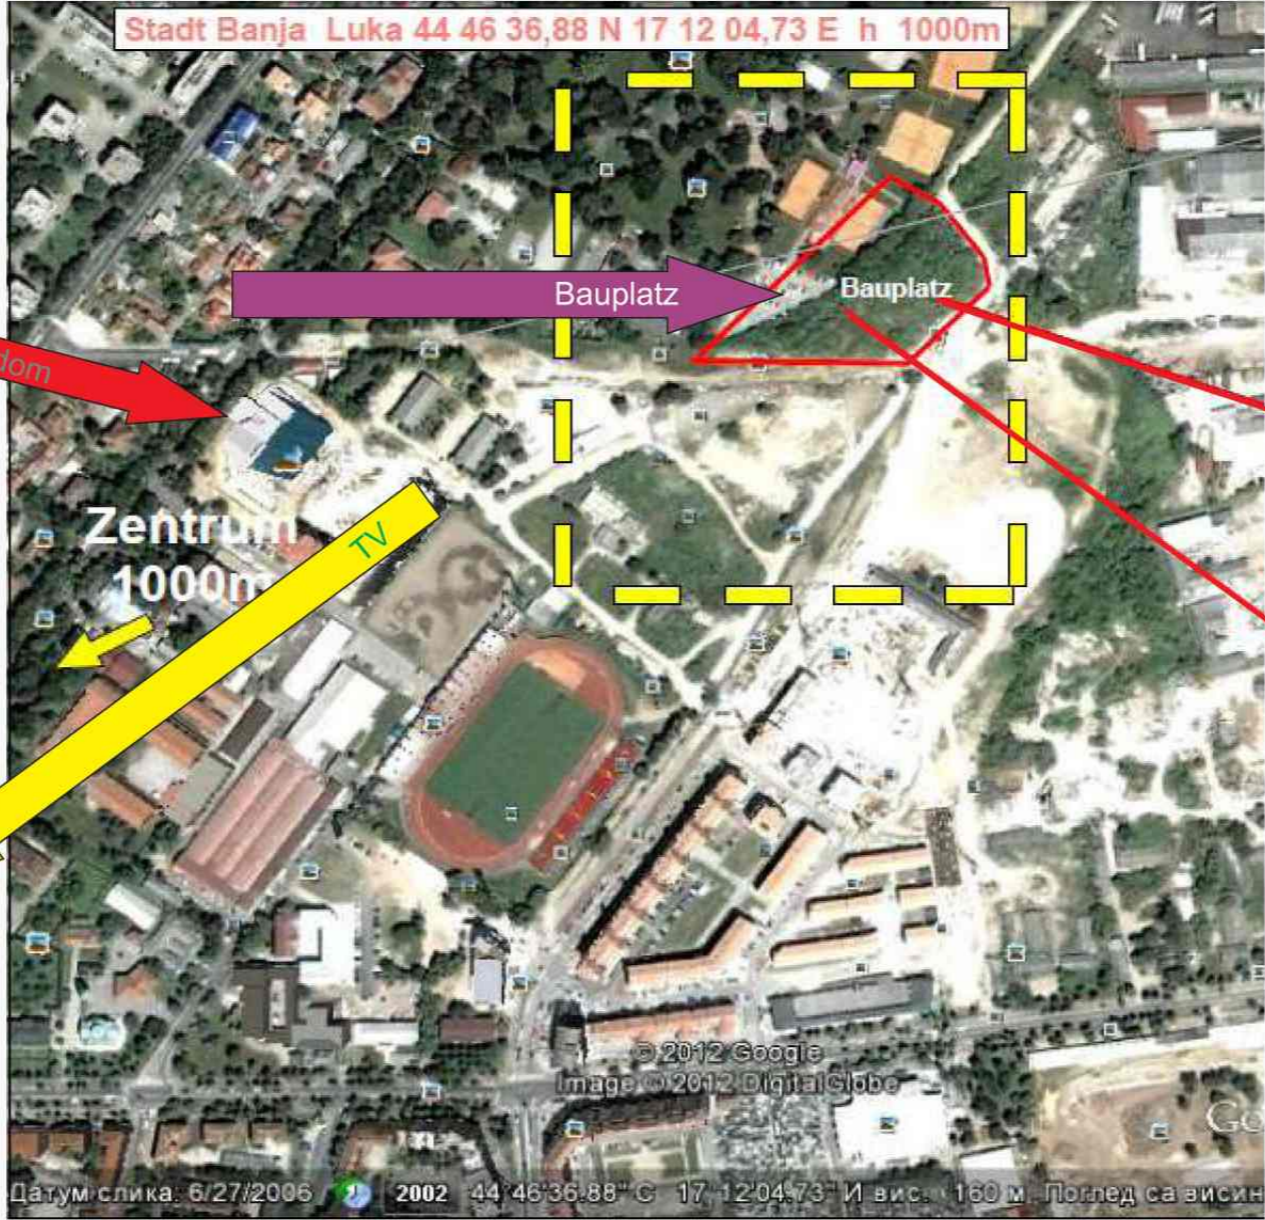 Stadt Banja Luka 44 46 36,88 N 17 12 04,73 E h 1000m
Bauplatz
Bauplatz
dom
Zentrum
1000m
TV
© 2012 Google
Image © 2012 DigitalGlobe
Go
Датум слика: 6/27/2006 2002 44°46'36.88" С 17°12'04.73" И вис. 160 м Поглед са висин